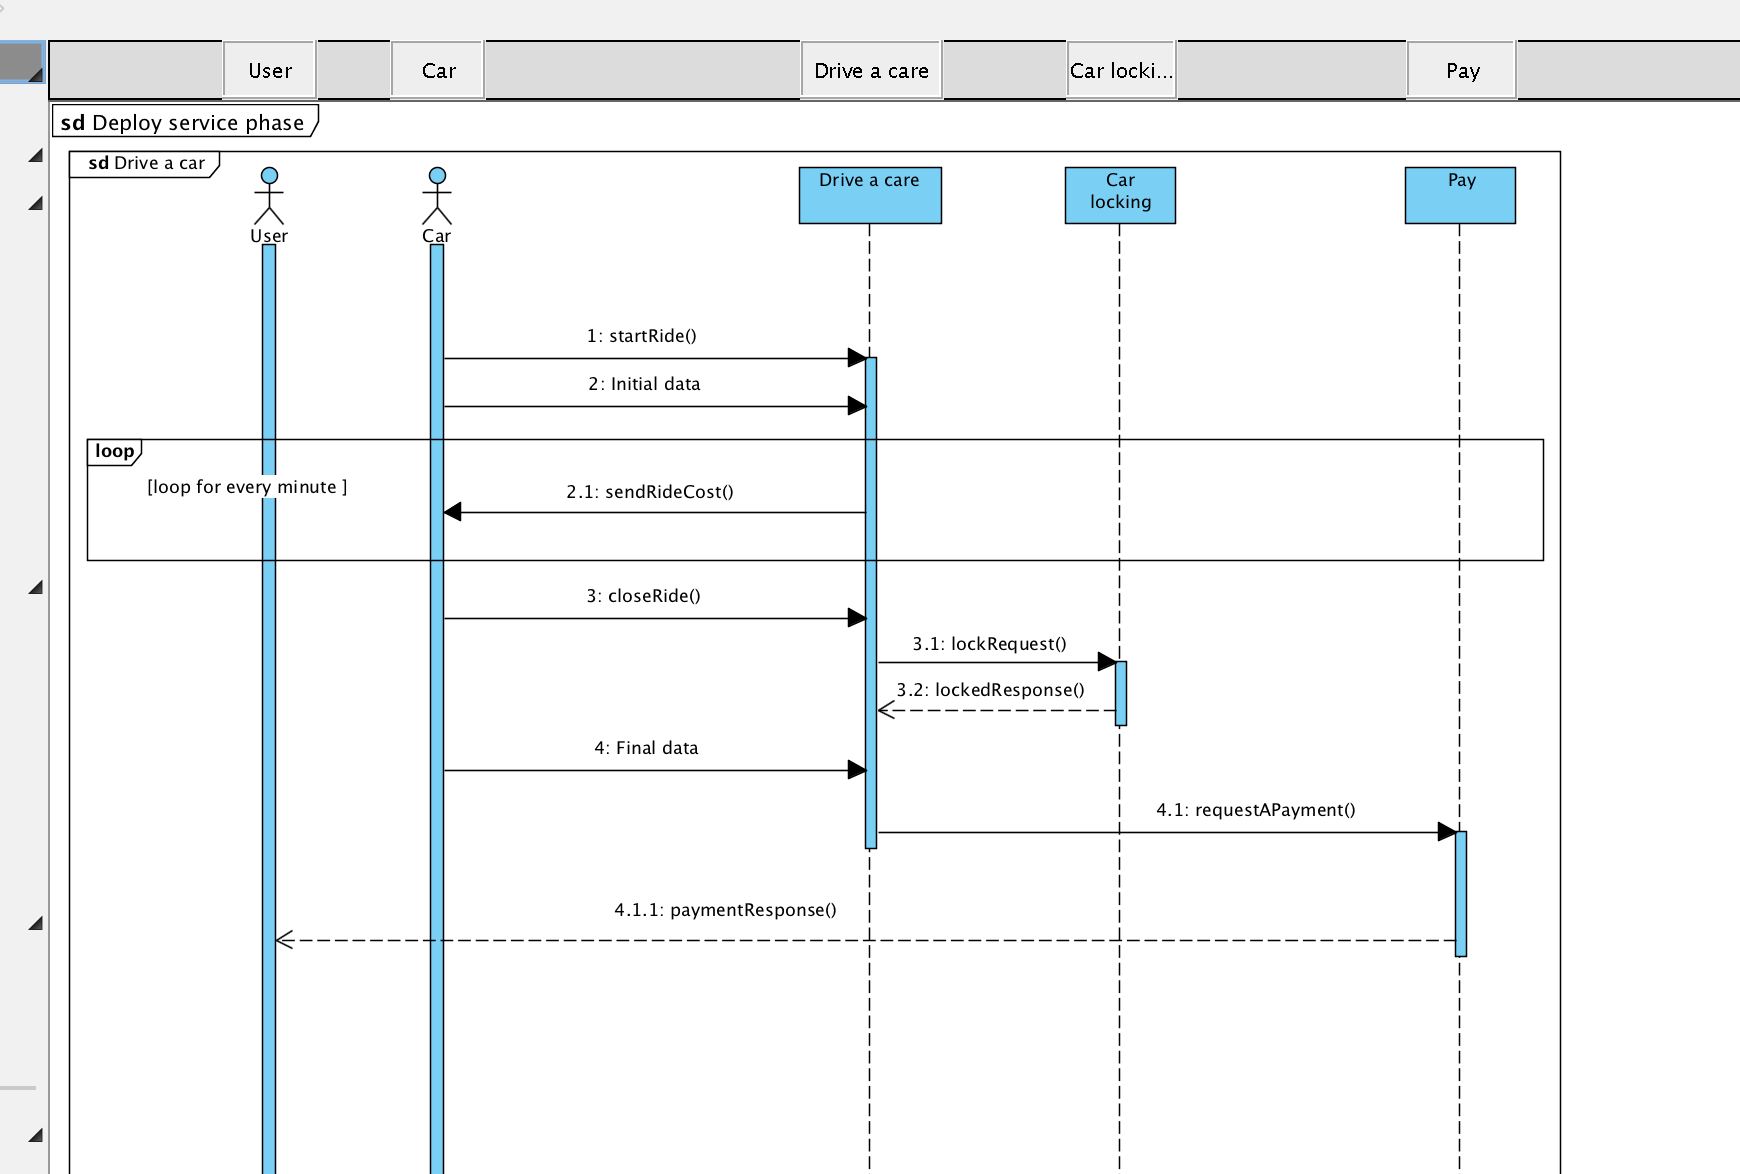 User
Car
Drive a care
Car locki...
Pay
sd Deploy service phase
sd Drive a car
User
Car
Drive a care
Car
locking
Pay
1: startRide()
2: Initial data
loop
[loop for every minute ]
2.1: sendRideCost()
3: closeRide()
3.1: lockRequest()
3.2: lockedResponse()
4: Final data
4.1: requestAPayment()
4.1.1: paymentResponse()